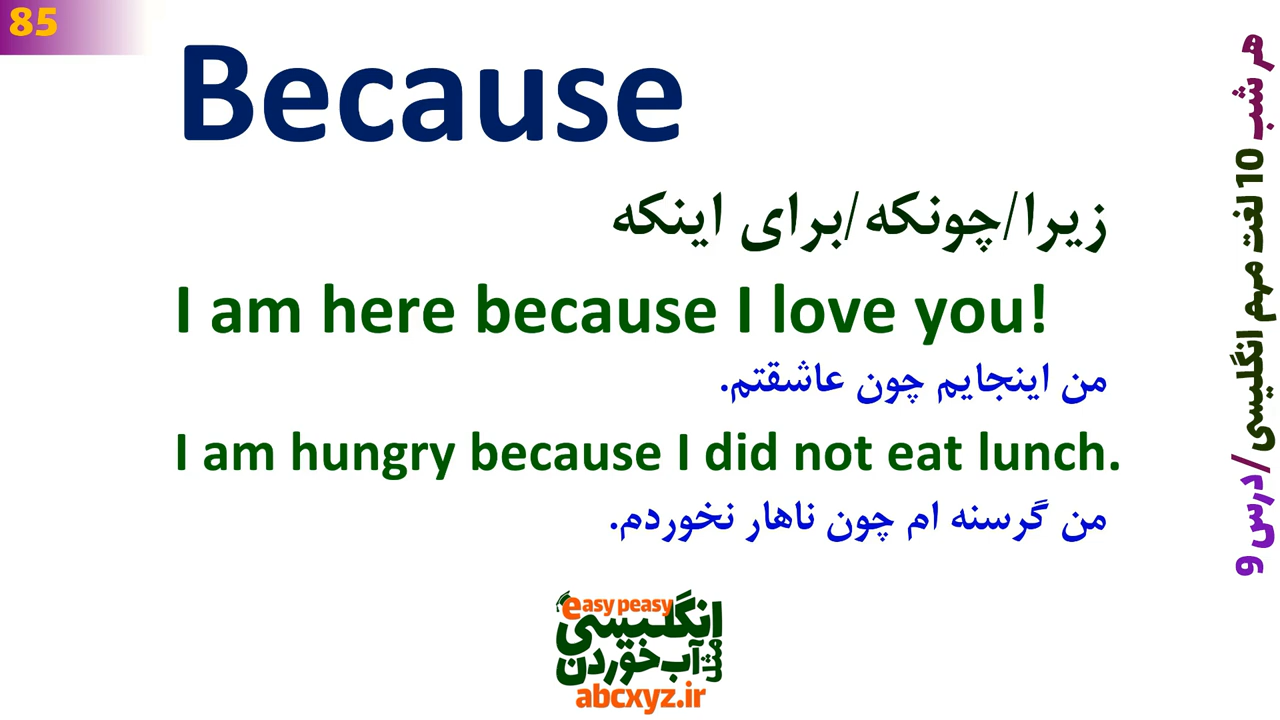 85
Because
زیرا/چونکه/برای اینکه
I am here because I love you!
من اینجایم چون عاشقتم.
I am hungry because I did not eat lunch.
من گرسنه ام چون ناهار نخوردم.
هر شب 10 لغت مهم انگلیسی/درس 9
easy peasy
انگلیسی
مثل آب خوردن
abcxyz.ir